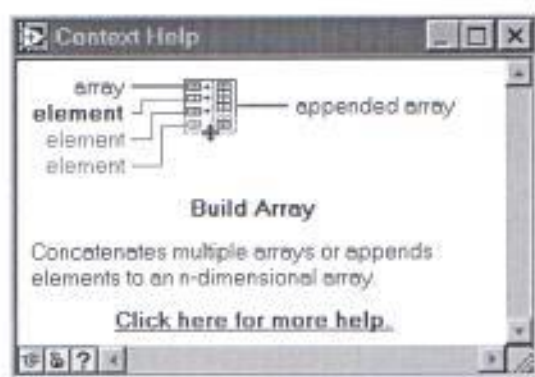 Context Help
array
element
appended array
element
element
Build Array
Concatenates multiple arrays or appends
elements to an n-dimensional array.
Click here for more help.
?